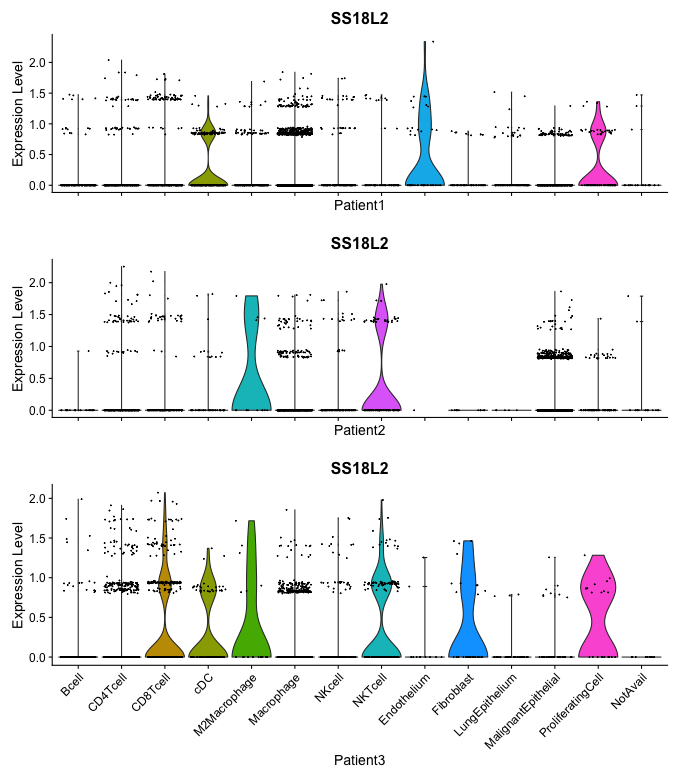 SS18L2
Expression Level
2.0
1.5
1.0
0.5
0.0
Patient1
SS18L2
Expression Level
2.0
1.5
1.0
0.5
0.0
Patient2
SS18L2
Expression Level
2.0
1.5
1.0
0.5
0.0
Bcell
CD4Tcell
CD8Tcell
cDC
M2Macrophage
Macrophage
NKcell
NKTcell
Endothelium
Fibroblast
LungEpithelium
MalignantEpithelial
ProliferatingCell
NotAvail
Patient3